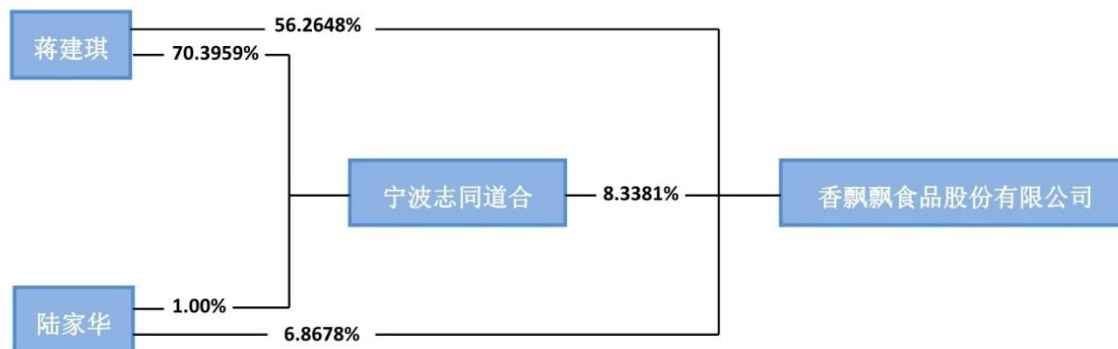 56.2648%
蒋建琪
70.3959%
宁波志同道合
8.3381%
香飘飘食品股份有限公司
1.00%
陆家华
6.8678%